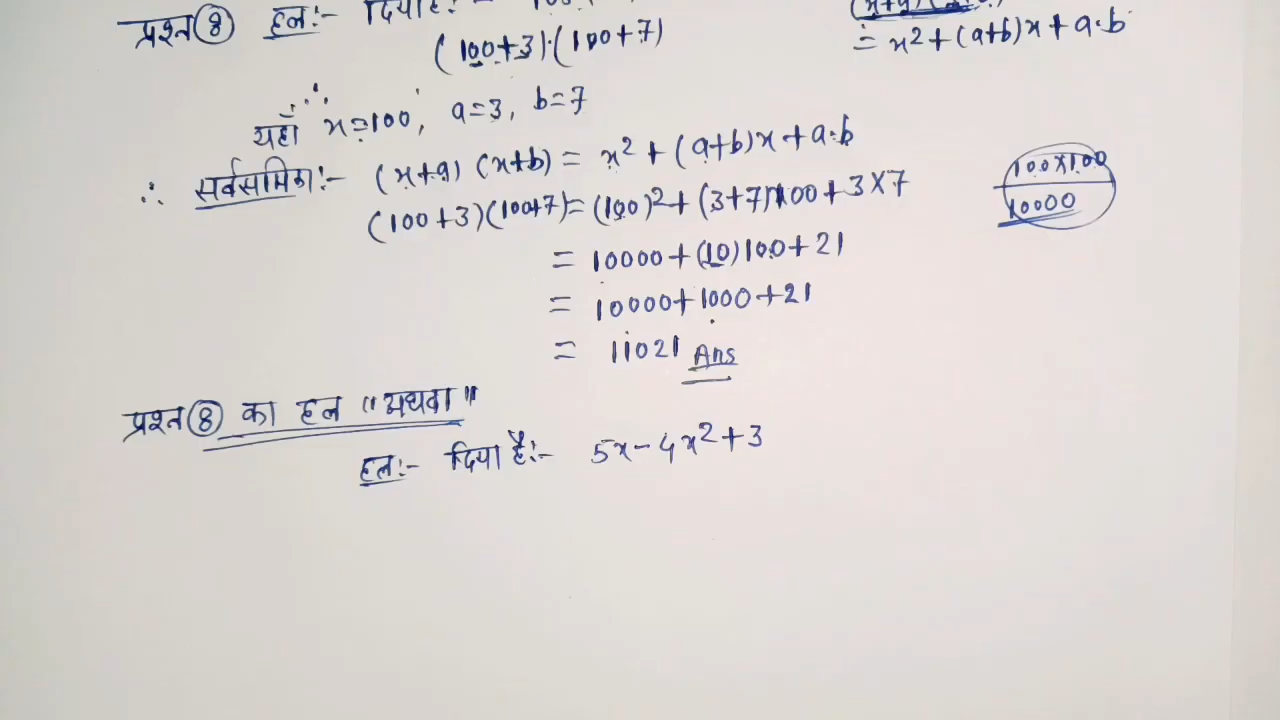 प्रश्न ⑧ हल:- दिया है:-
(100+3)·(100+7)
= x² + (a+b)x + a·b
यहाँ x=100, a=3, b=7
∴ सर्वसमिका:- (x+a) (x+b) = x² + (a+b)x + a·b
(100+3)(100+7) = (100)² + (3+7)100 + 3×7
100×100
10000
= 10000 + (10)100 + 21
= 10000 + 1000 + 21
= 11021 Ans
प्रश्न ⑧ का हल "अथवा"
हल:- दिया है:- 5x - 4x² + 3